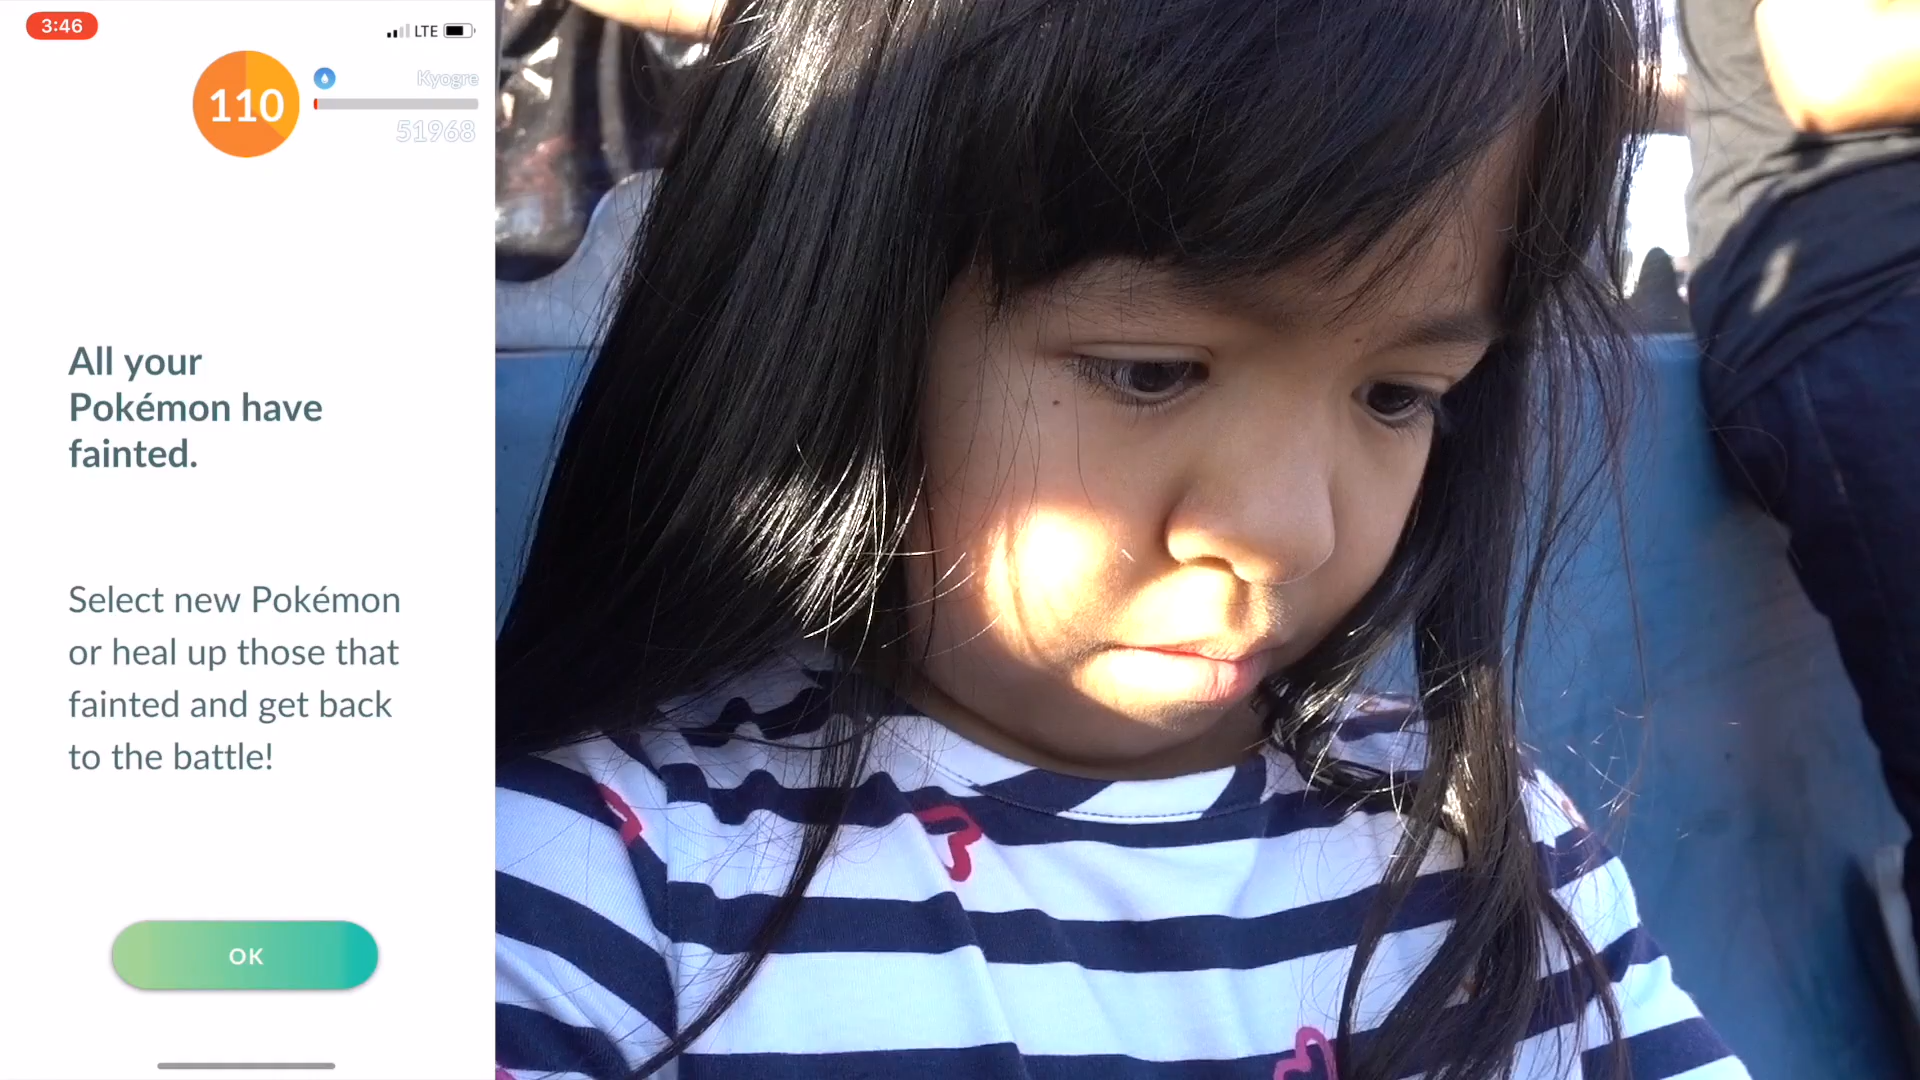 3:46
LTE
110
Kyogre
51968
All your
Pokémon have
fainted.
Select new Pokémon
or heal up those that
fainted and get back
to the battle!
OK